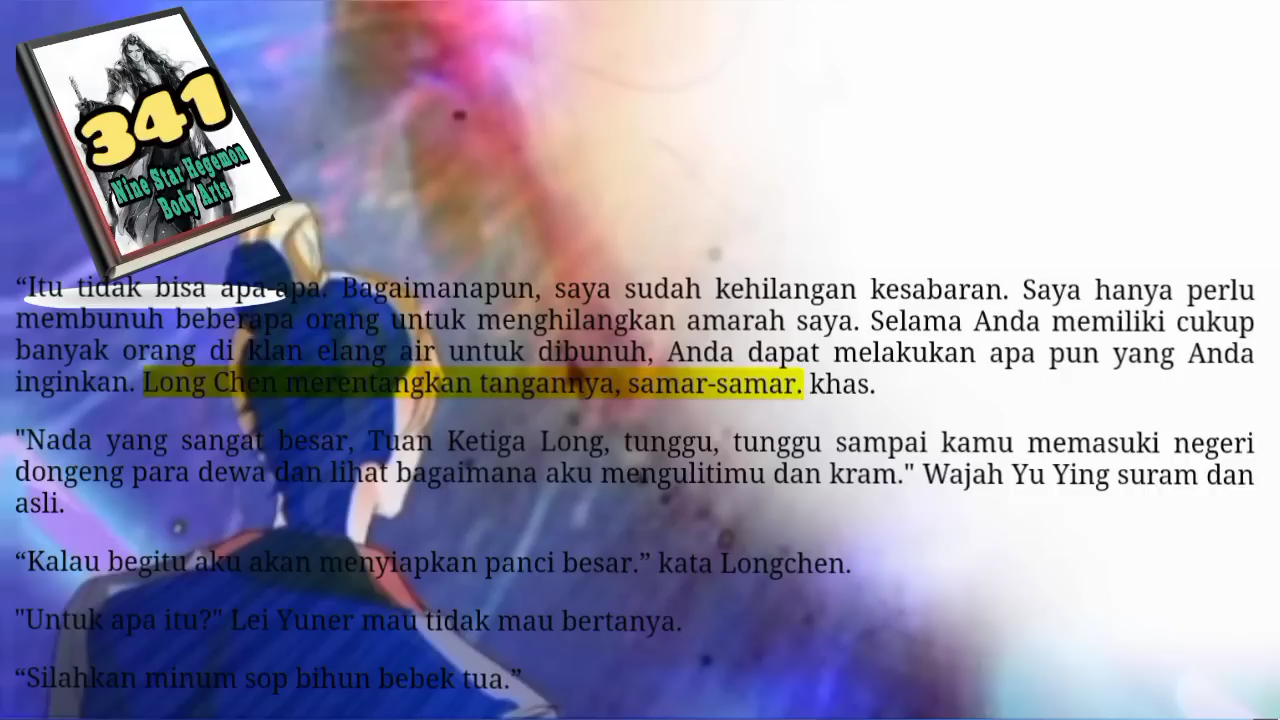 341
Nine Star Hegemon
Body Arts
“Itu tidak bisa apa-apa. Bagaimanapun, saya sudah kehilangan kesabaran. Saya hanya perlu
membunuh beberapa orang untuk menghilangkan amarah saya. Selama Anda memiliki cukup
banyak orang di klan elang air untuk dibunuh, Anda dapat melakukan apa pun yang Anda
inginkan. Long Chen merentangkan tangannya, samar-samar. khas.
"Nada yang sangat besar, Tuan Ketiga Long, tunggu, tunggu sampai kamu memasuki negeri
dongeng para dewa dan lihat bagaimana aku mengulitimu dan kram." Wajah Yu Ying suram dan
asli.
“Kalau begitu aku akan menyiapkan panci besar.” kata Longchen.
"Untuk apa itu?" Lei Yuner mau tidak mau bertanya.
“Silahkan minum sop bihun bebek tua.”